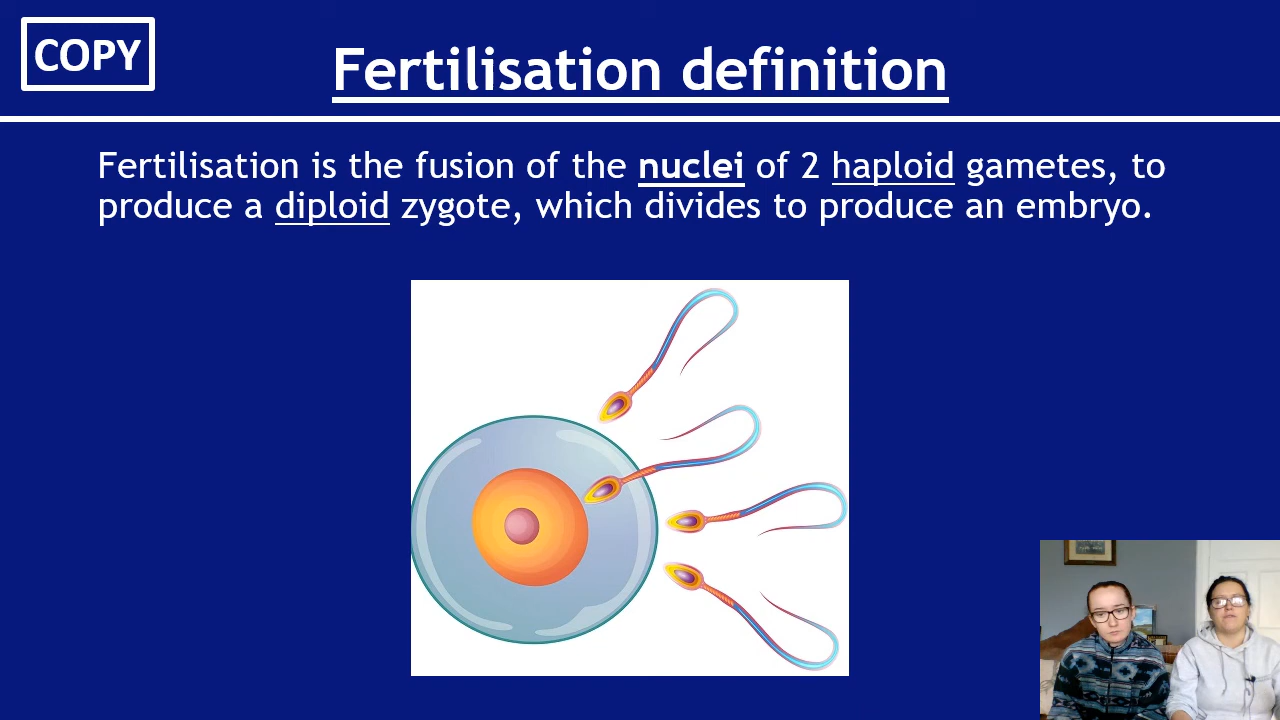 COPY
Fertilisation definition
Fertilisation is the fusion of the nuclei of 2 haploid gametes, to
produce a diploid zygote, which divides to produce an embryo.